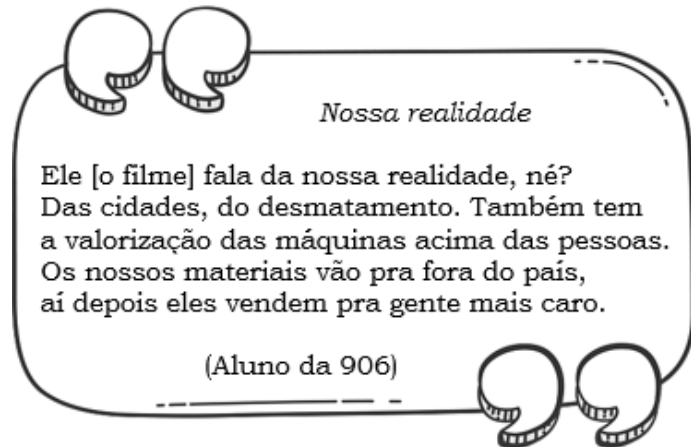 Nossa realidade
Ele [o filme] fala da nossa realidade, né?
Das cidades, do desmatamento. Também tem
a valorização das máquinas acima das pessoas.
Os nossos materiais vão pra fora do país,
aí depois eles vendem pra gente mais caro.
(Aluno da 906)